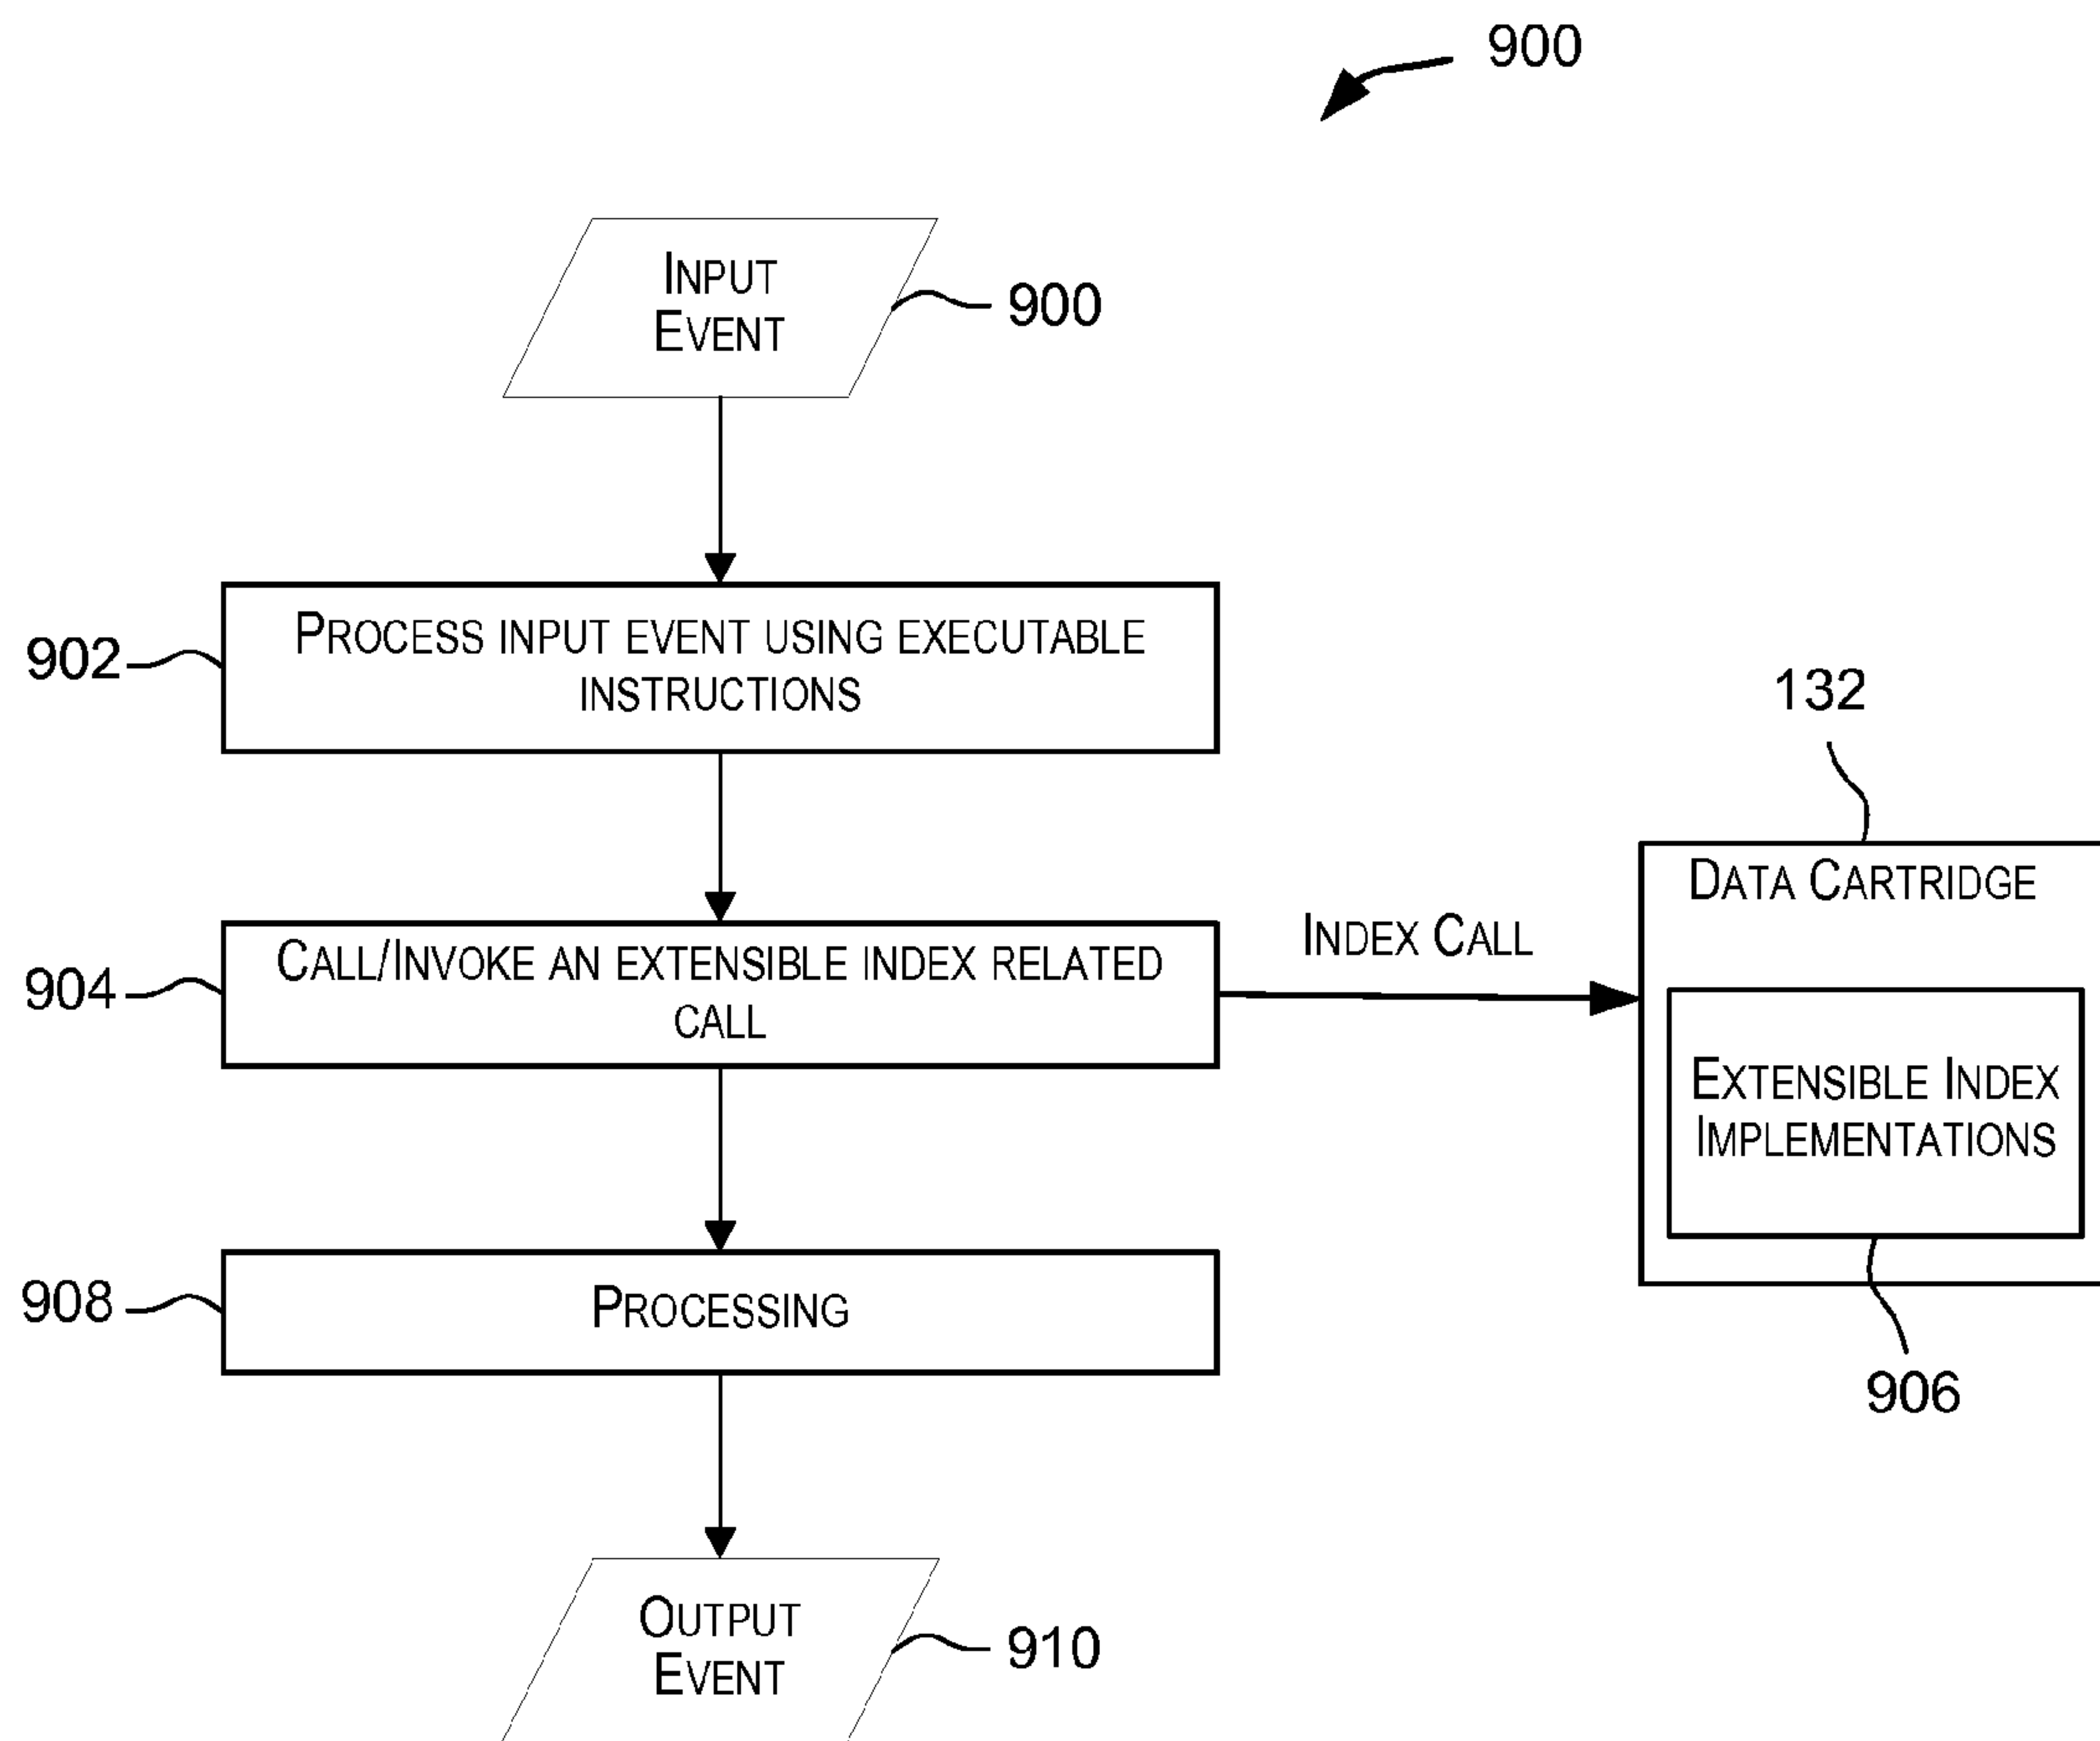 900
INPUT
EVENT
900
PROCESS INPUT EVENT USING EXECUTABLE
INSTRUCTIONS
902
132
DATA CARTRIDGE
CALL/INVOKE AN EXTENSIBLE INDEX RELATED
CALL
904
INDEX CALL
EXTENSIBLE INDEX
IMPLEMENTATIONS
906
PROCESSING
908
OUTPUT
EVENT
910